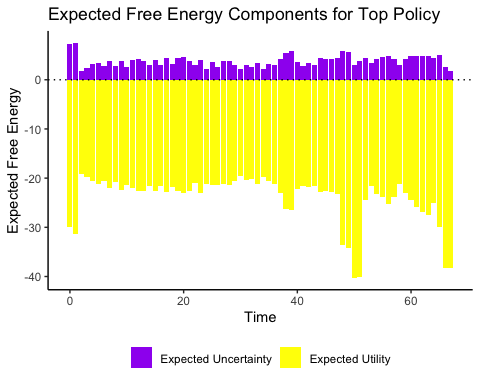 Expected Free Energy Components for Top Policy
Expected Free Energy
0
-10
-20
-30
-40
0 20 40 60
Time
Expected Uncertainty Expected Utility